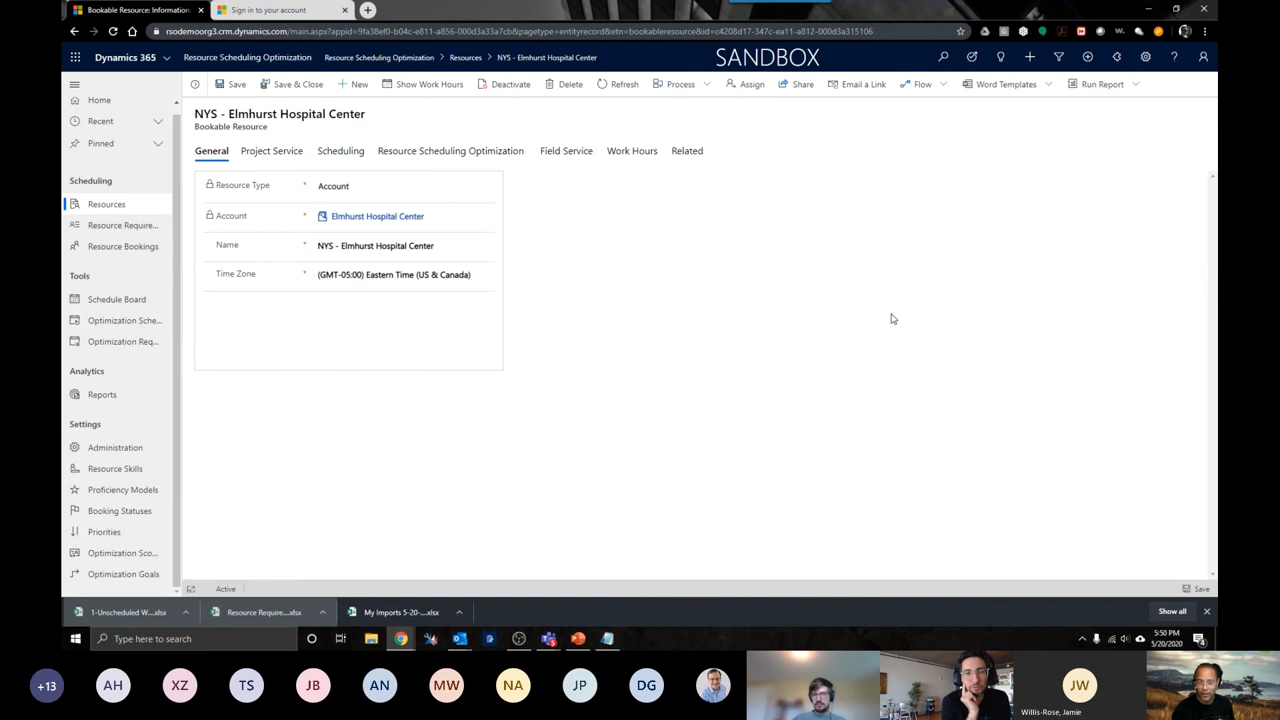 Bookable Resource: Information
Sign in to your account
rsodemoorg3.crm.dynamics.com/main.aspx?appid=9fa38ef0-b04c-e811-a856-000d3a33a7cb&pagetype=entityrecord&etn=bookableresource&id=c4208d17-347c-ea11-a812-000d3a315106
Dynamics 365
Resource Scheduling Optimization
Resource Scheduling Optimization > Resources > NYS - Elmhurst Hospital Center
SANDBOX
Save
Save & Close
New
Show Work Hours
Deactivate
Delete
Refresh
Process
Assign
Share
Email a Link
Flow
Word Templates
Run Report
Home
Recent
Pinned
Scheduling
Resources
Resource Require...
Resource Bookings
Tools
Schedule Board
Optimization Sche...
Optimization Req...
Analytics
Reports
Settings
Administration
Resource Skills
Proficiency Models
Booking Statuses
Priorities
Optimization Sco...
Optimization Goals
NYS - Elmhurst Hospital Center
Bookable Resource
General
Project Service
Scheduling
Resource Scheduling Optimization
Field Service
Work Hours
Related
Resource Type * Account
Account * Elmhurst Hospital Center
Name * NYS - Elmhurst Hospital Center
Time Zone * (GMT-05:00) Eastern Time (US & Canada)
Active
Save
1-Unscheduled W....xlsx
Resource Require....xlsx
My Imports 5-20-....xlsx
Show all
Type here to search
5:50 PM
5/20/2020
4
+13
AH
XZ
TS
JB
AN
MW
NA
JP
DG
JW
Willis-Rose, Jamie